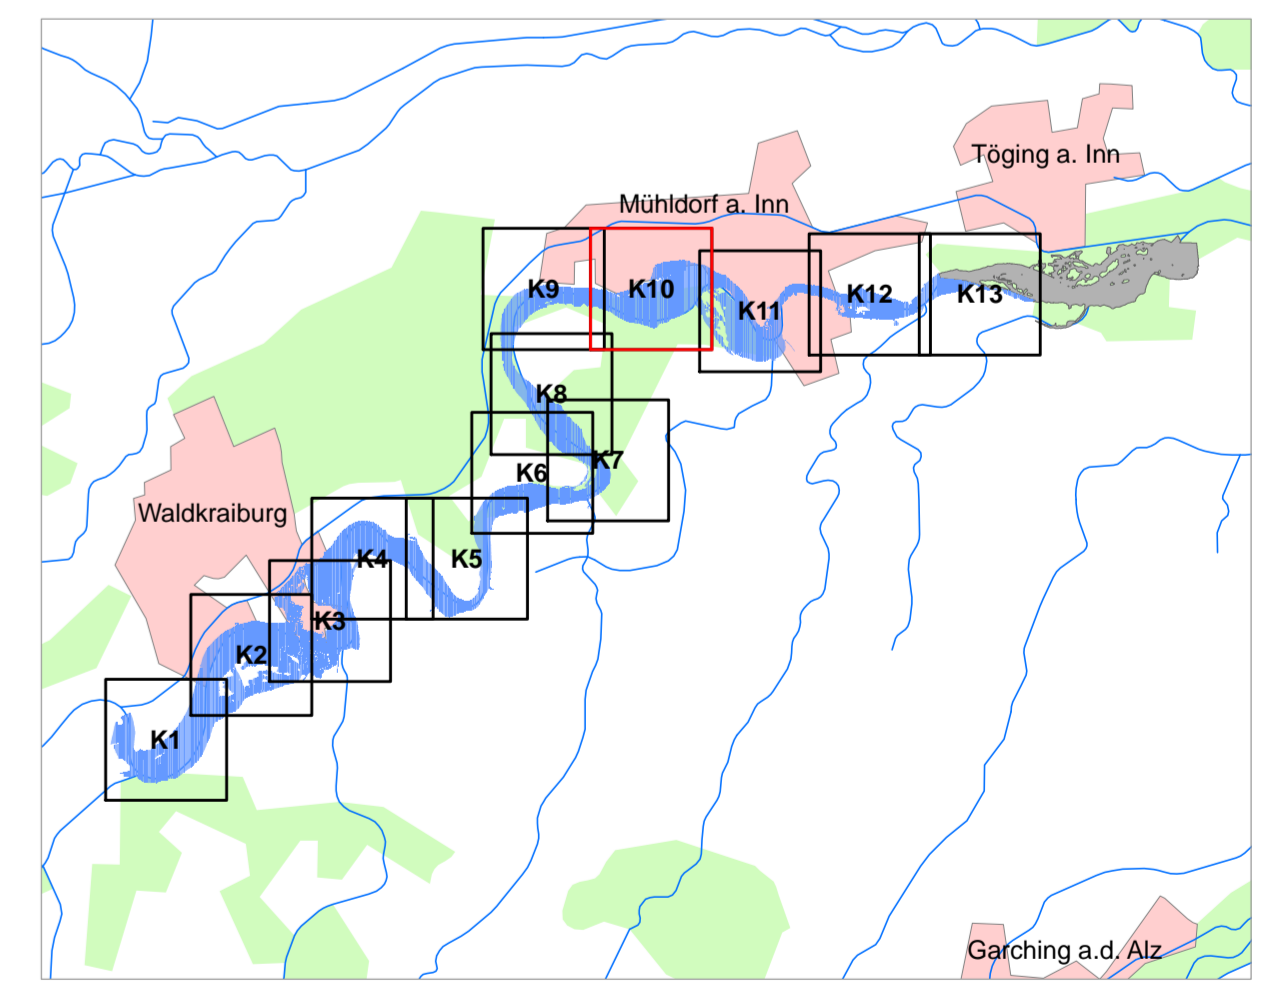 Töging a. Inn
Mühldorf a. Inn
K9
K10
K11
K12
K13
K8
K7
K6
Waldkraiburg
K4
K5
K3
K2
K1
Garching a.d. Alz